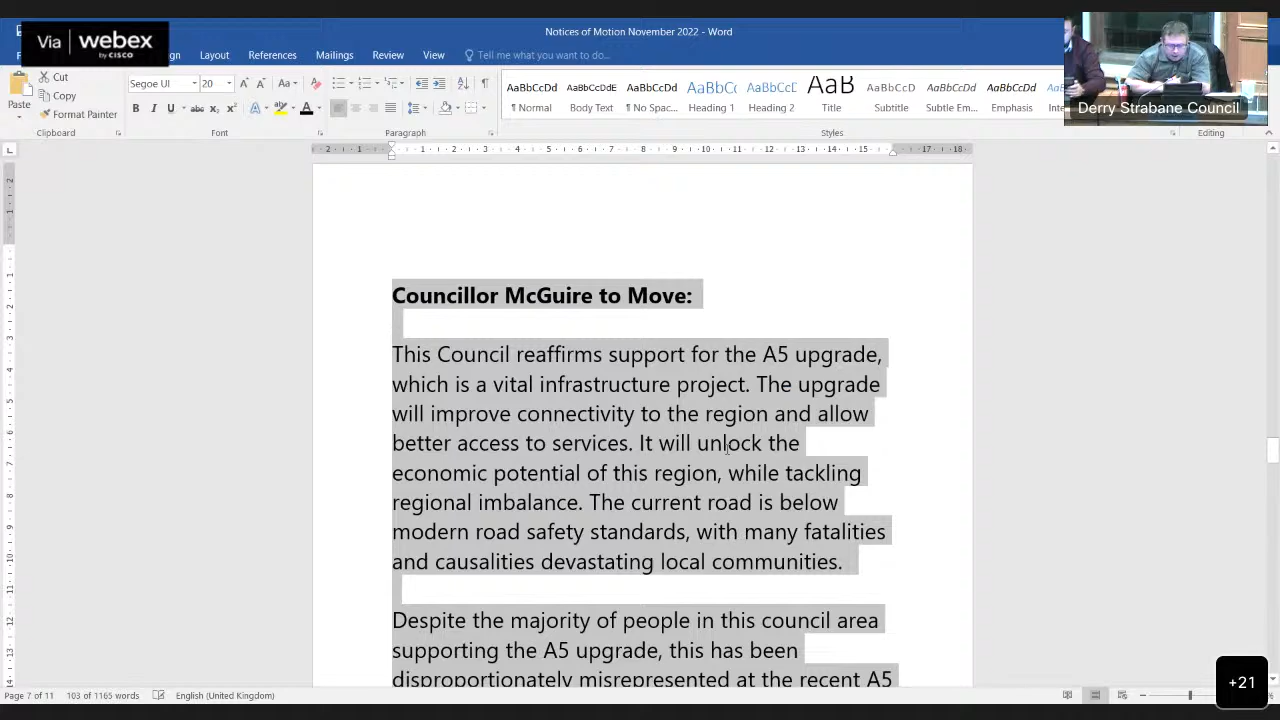 Via webex
by CISCO
Notices of Motion November 2022 - Word
Layout References Mailings Review View Tell me what you want to do...
Cut
Copy
Paste
Format Painter
Segoe UI 20
AaBbCcDd AaBbCcDdE AaBbCcDd AaBbCc AaBbCcD AaB AaBbCcD AaBbCcDd AaBbCcDd
¶ Normal Body Text ¶ No Spac... Heading 1 Heading 2 Title Subtitle Subtle Em... Emphasis
Clipboard Font Paragraph Styles Editing
Derry Strabane Council
Councillor McGuire to Move:
This Council reaffirms support for the A5 upgrade,
which is a vital infrastructure project. The upgrade
will improve connectivity to the region and allow
better access to services. It will unlock the
economic potential of this region, while tackling
regional imbalance. The current road is below
modern road safety standards, with many fatalities
and causalities devastating local communities.
Despite the majority of people in this council area
supporting the A5 upgrade, this has been
disproportionately misrepresented at the recent A5
Page 7 of 11 103 of 1165 words English (United Kingdom)
+21